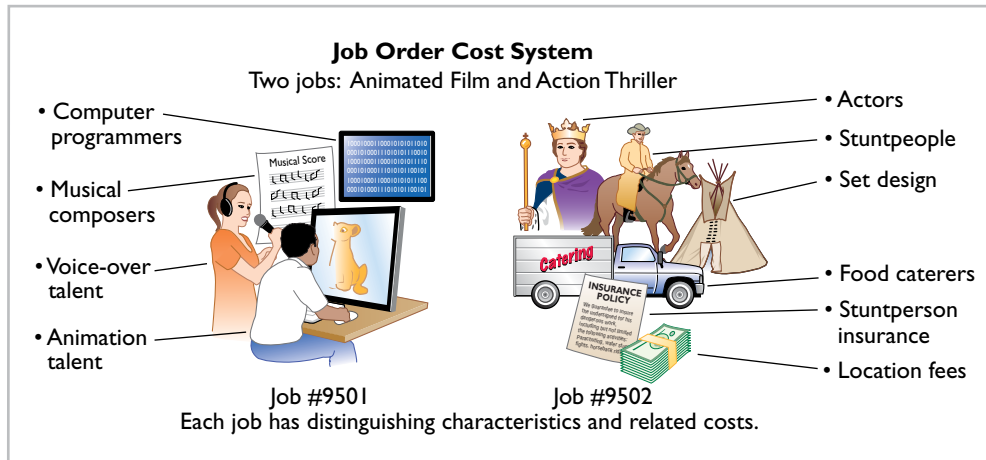 Job Order Cost System
Two jobs: Animated Film and Action Thriller
• Computer
programmers
• Musical
composers
• Voice-over
talent
• Animation
talent
Musical Score
• Actors
• Stuntpeople
• Set design
• Food caterers
• Stuntperson
insurance
• Location fees
Catering
INSURANCE
POLICY
Job #9501
Job #9502
Each job has distinguishing characteristics and related costs.